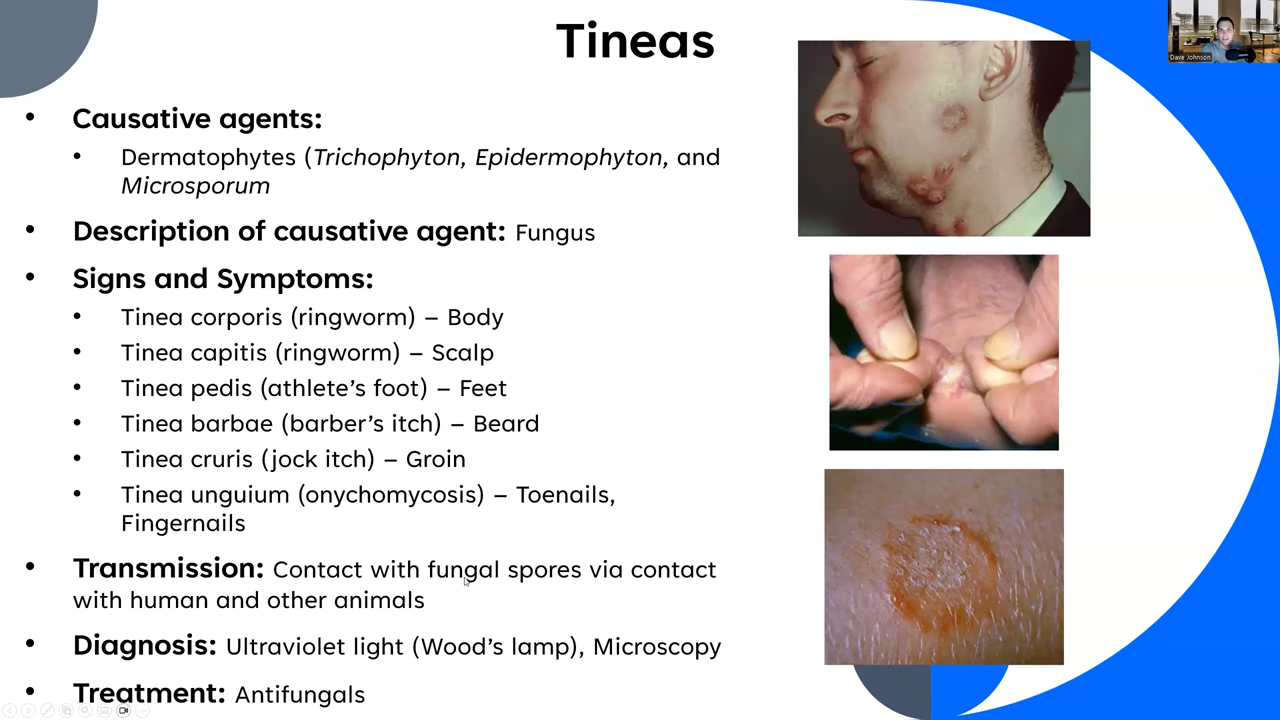 Tineas
Dave Johnson
• Causative agents:
• Dermatophytes (Trichophyton, Epidermophyton, and
Microsporum
• Description of causative agent: Fungus
• Signs and Symptoms:
• Tinea corporis (ringworm) – Body
• Tinea capitis (ringworm) – Scalp
• Tinea pedis (athlete’s foot) – Feet
• Tinea barbae (barber’s itch) – Beard
• Tinea cruris (jock itch) – Groin
• Tinea unguium (onychomycosis) – Toenails,
Fingernails
• Transmission: Contact with fungal spores via contact
with human and other animals
• Diagnosis: Ultraviolet light (Wood’s lamp), Microscopy
• Treatment: Antifungals